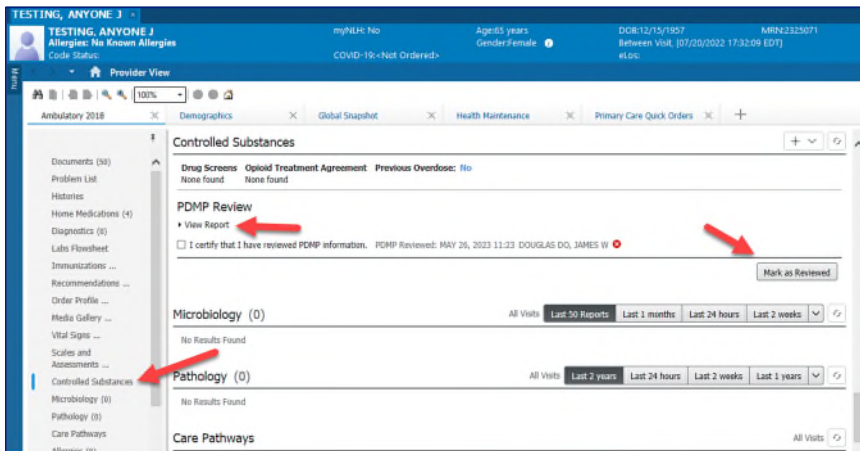 TESTING, ANYONE J
TESTING, ANYONE J
myNLH: No
Age:65 years
DOB:12/15/1957
MRN:2325071
Allergies: No Known Allergies
Gender:Female
Between Visit, [07/20/2022 17:32:09 EDT]
Code Status:
COVID-19:<Not Ordered>
eLos:
Menu
Provider View
100%
Ambulatory 2018
Demographics
Global Snapshot
Health Maintenance
Primary Care Quick Orders
Documents (50)
Problem List
Histories
Home Medications (4)
Diagnostics (0)
Labs Flowsheet
Immunizations ...
Recommendations ...
Order Profile ...
Media Gallery ...
Vital Signs ...
Scales and
Assessments ...
Controlled Substances
Microbiology (0)
Pathology (0)
Care Pathways
Allergies (0)
Controlled Substances
Drug Screens Opioid Treatment Agreement Previous Overdose: No
None found None found
PDMP Review
View Report
I certify that I have reviewed PDMP information. PDMP Reviewed: MAY 26, 2023 11:23 DOUGLAS DO, JAMES W
Mark as Reviewed
Microbiology (0)
All Visits Last 50 Reports Last 1 months Last 24 hours Last 2 weeks
No Results Found
Pathology (0)
All Visits Last 2 years Last 24 hours Last 2 weeks Last 1 years
No Results Found
Care Pathways
All Visits